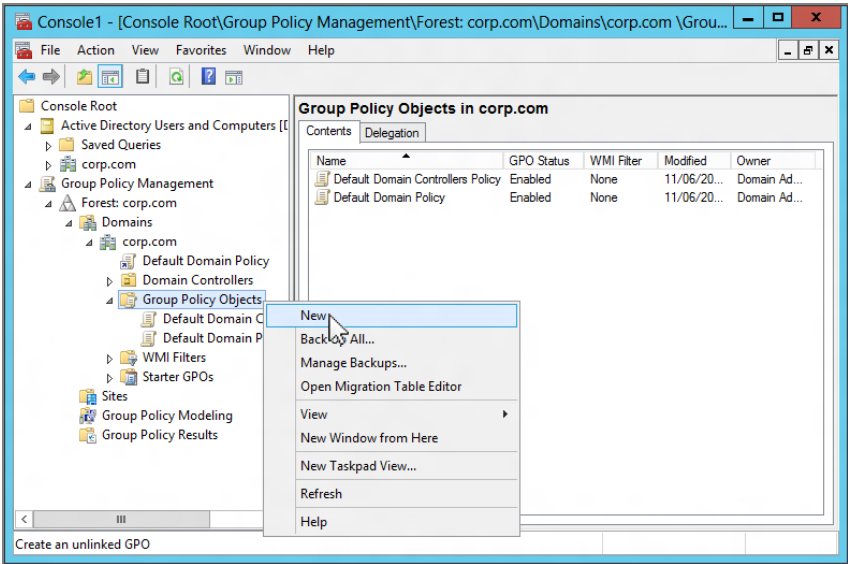 Console1 - [Console Root\Group Policy Management\Forest: corp.com\Domains\corp.com \Grou...
File Action View Favorites Window Help
Console Root
Active Directory Users and Computers [D
Saved Queries
corp.com
Group Policy Management
Forest: corp.com
Domains
corp.com
Default Domain Policy
Domain Controllers
Group Policy Objects
Default Domain C
Default Domain P
WMI Filters
Starter GPOs
Sites
Group Policy Modeling
Group Policy Results
Group Policy Objects in corp.com
Contents Delegation
Name GPO Status WMI Filter Modified Owner
Default Domain Controllers Policy Enabled None 11/06/20... Domain Ad...
Default Domain Policy Enabled None 11/06/20... Domain Ad...
New
Back Up All...
Manage Backups...
Open Migration Table Editor
View
New Window from Here
New Taskpad View...
Refresh
Help
Create an unlinked GPO